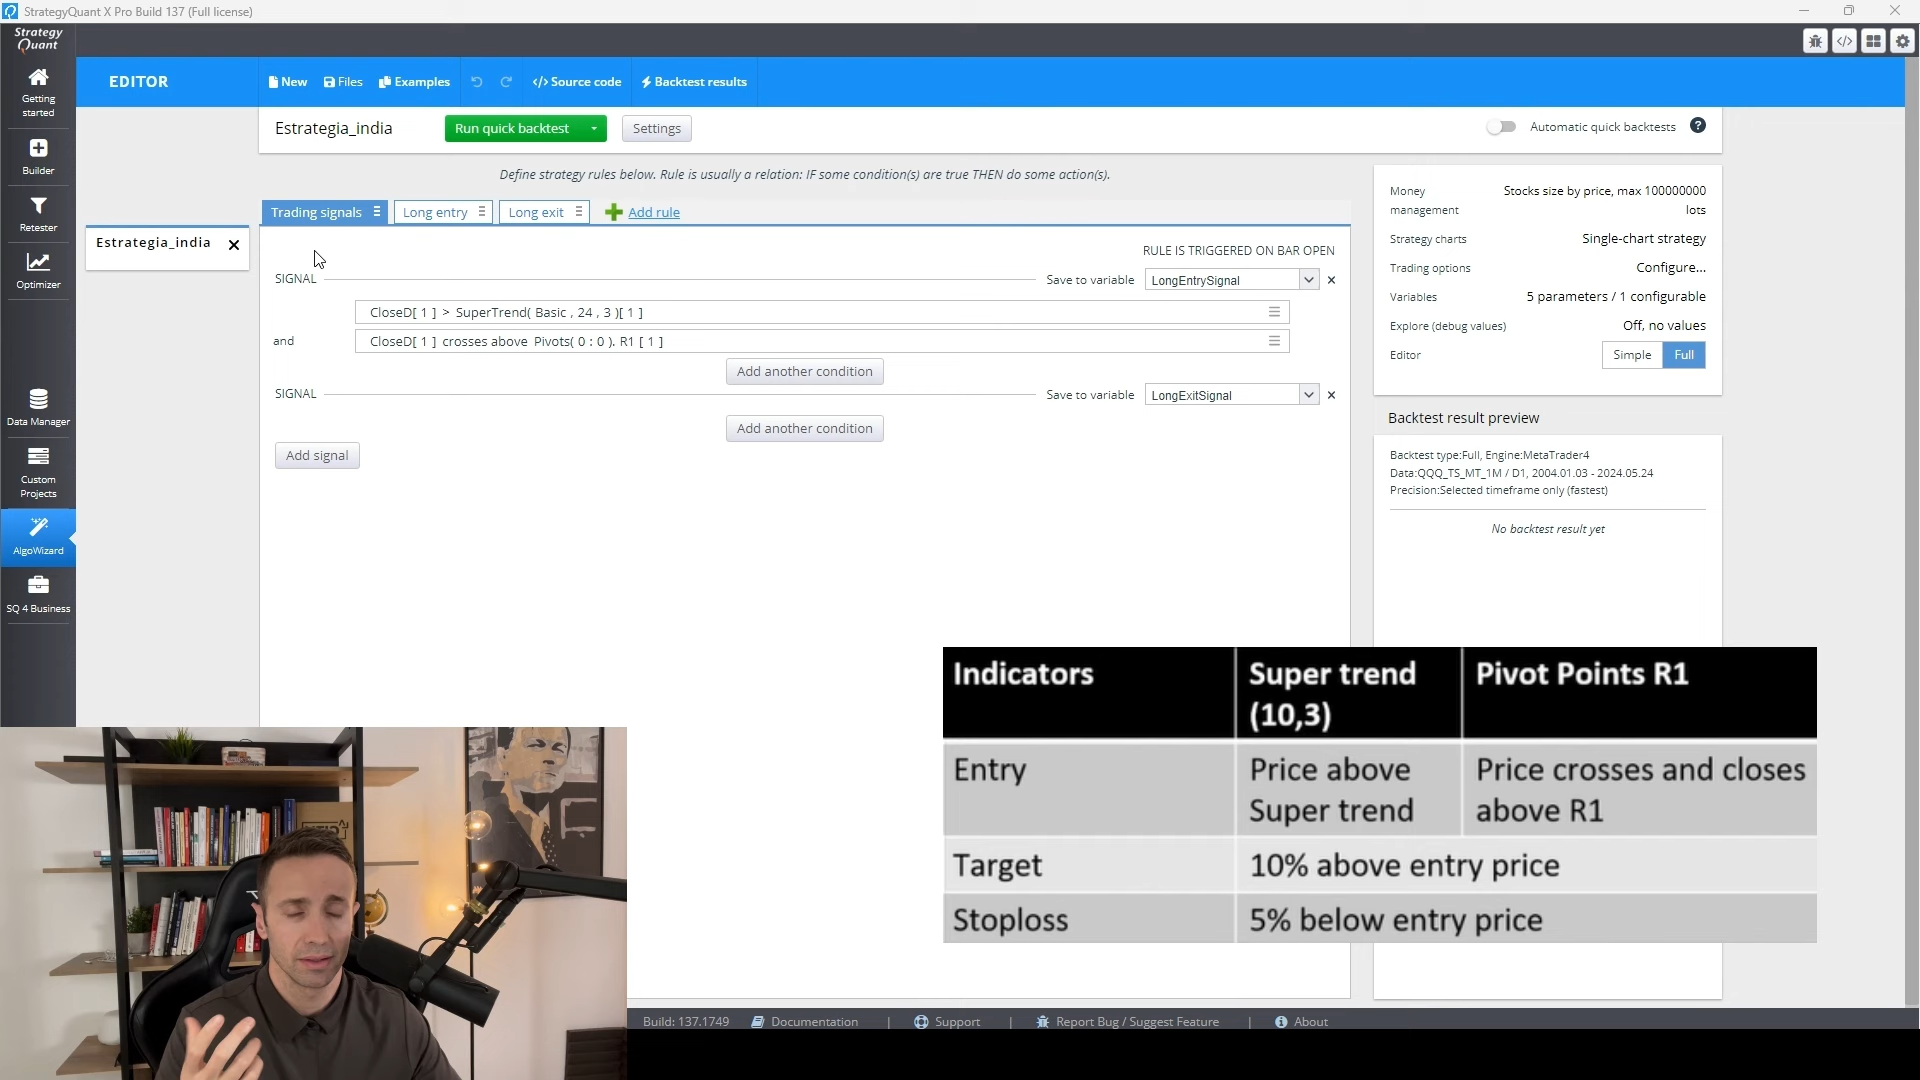 StrategyQuant X Pro Build 137 (Full license)
Strategy
Quant
EDITOR
New
Files
Examples
</> Source code
Backtest results
Getting
started
Builder
Retester
Optimizer
Data Manager
Custom
Projects
AlgoWizard
SQ 4 Business
Estrategia_india
Run quick backtest
Settings
Automatic quick backtests
?
Define strategy rules below. Rule is usually a relation: IF some condition(s) are true THEN do some action(s).
Trading signals
Long entry
Long exit
Add rule
Estrategia_india
RULE IS TRIGGERED ON BAR OPEN
SIGNAL
Save to variable
LongEntrySignal
CloseD[ 1 ] > SuperTrend( Basic , 24 , 3 )[ 1 ]
and
CloseD[ 1 ] crosses above Pivots( 0 : 0 ). R1 [ 1 ]
Add another condition
SIGNAL
Save to variable
LongExitSignal
Add another condition
Add signal
Money
management
Stocks size by price, max 100000000
lots
Strategy charts
Single-chart strategy
Trading options
Configure...
Variables
5 parameters / 1 configurable
Explore (debug values)
Off, no values
Editor
Simple
Full
Backtest result preview
Backtest type:Full, Engine:MetaTrader4
Data:QQQ_TS_MT_1M / D1, 2004.01.03 - 2024.05.24
Precision:Selected timeframe only (fastest)
No backtest result yet
Indicators
Super trend
(10,3)
Pivot Points R1
Entry
Price above
Super trend
Price crosses and closes
above R1
Target
10% above entry price
Stoploss
5% below entry price
Build: 137.1749
Documentation
Support
Report Bug / Suggest Feature
About